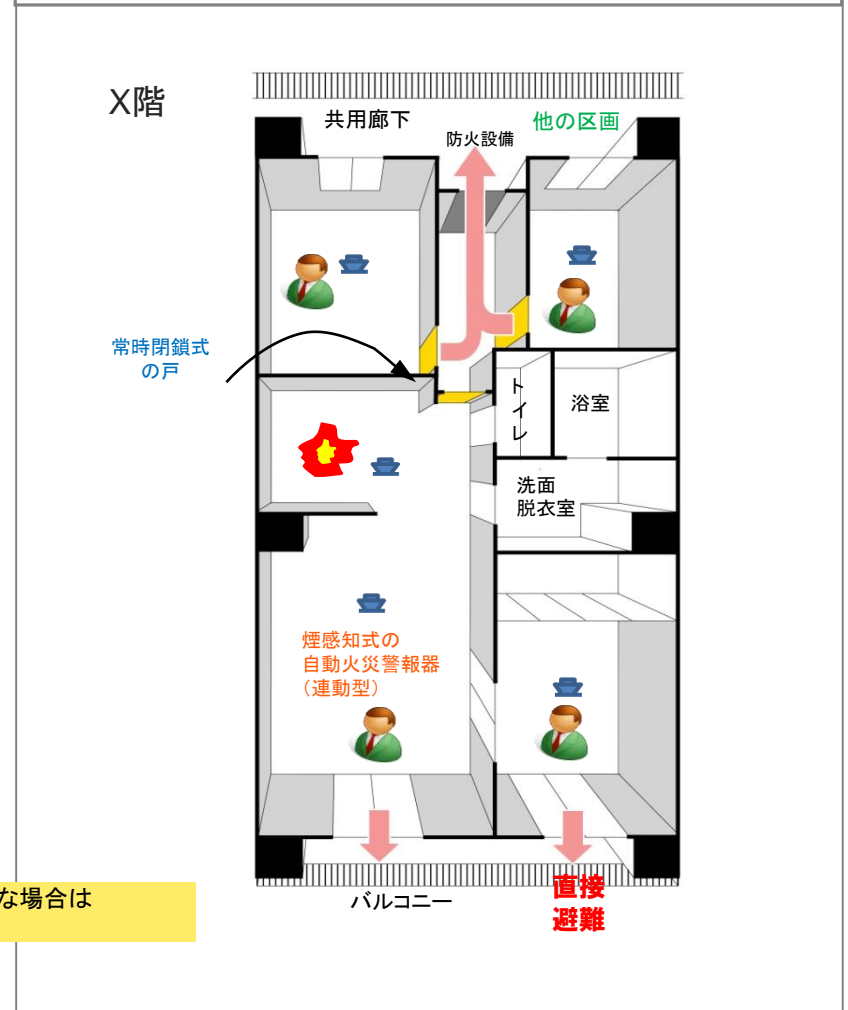 X階
共用廊下
他の区画
防火設備
常時閉鎖式
の戸
トイレ
浴室
洗面
脱衣室
煙感知式の
自動火災警報器
（連動型）
な場合は
バルコニー
直接
避難